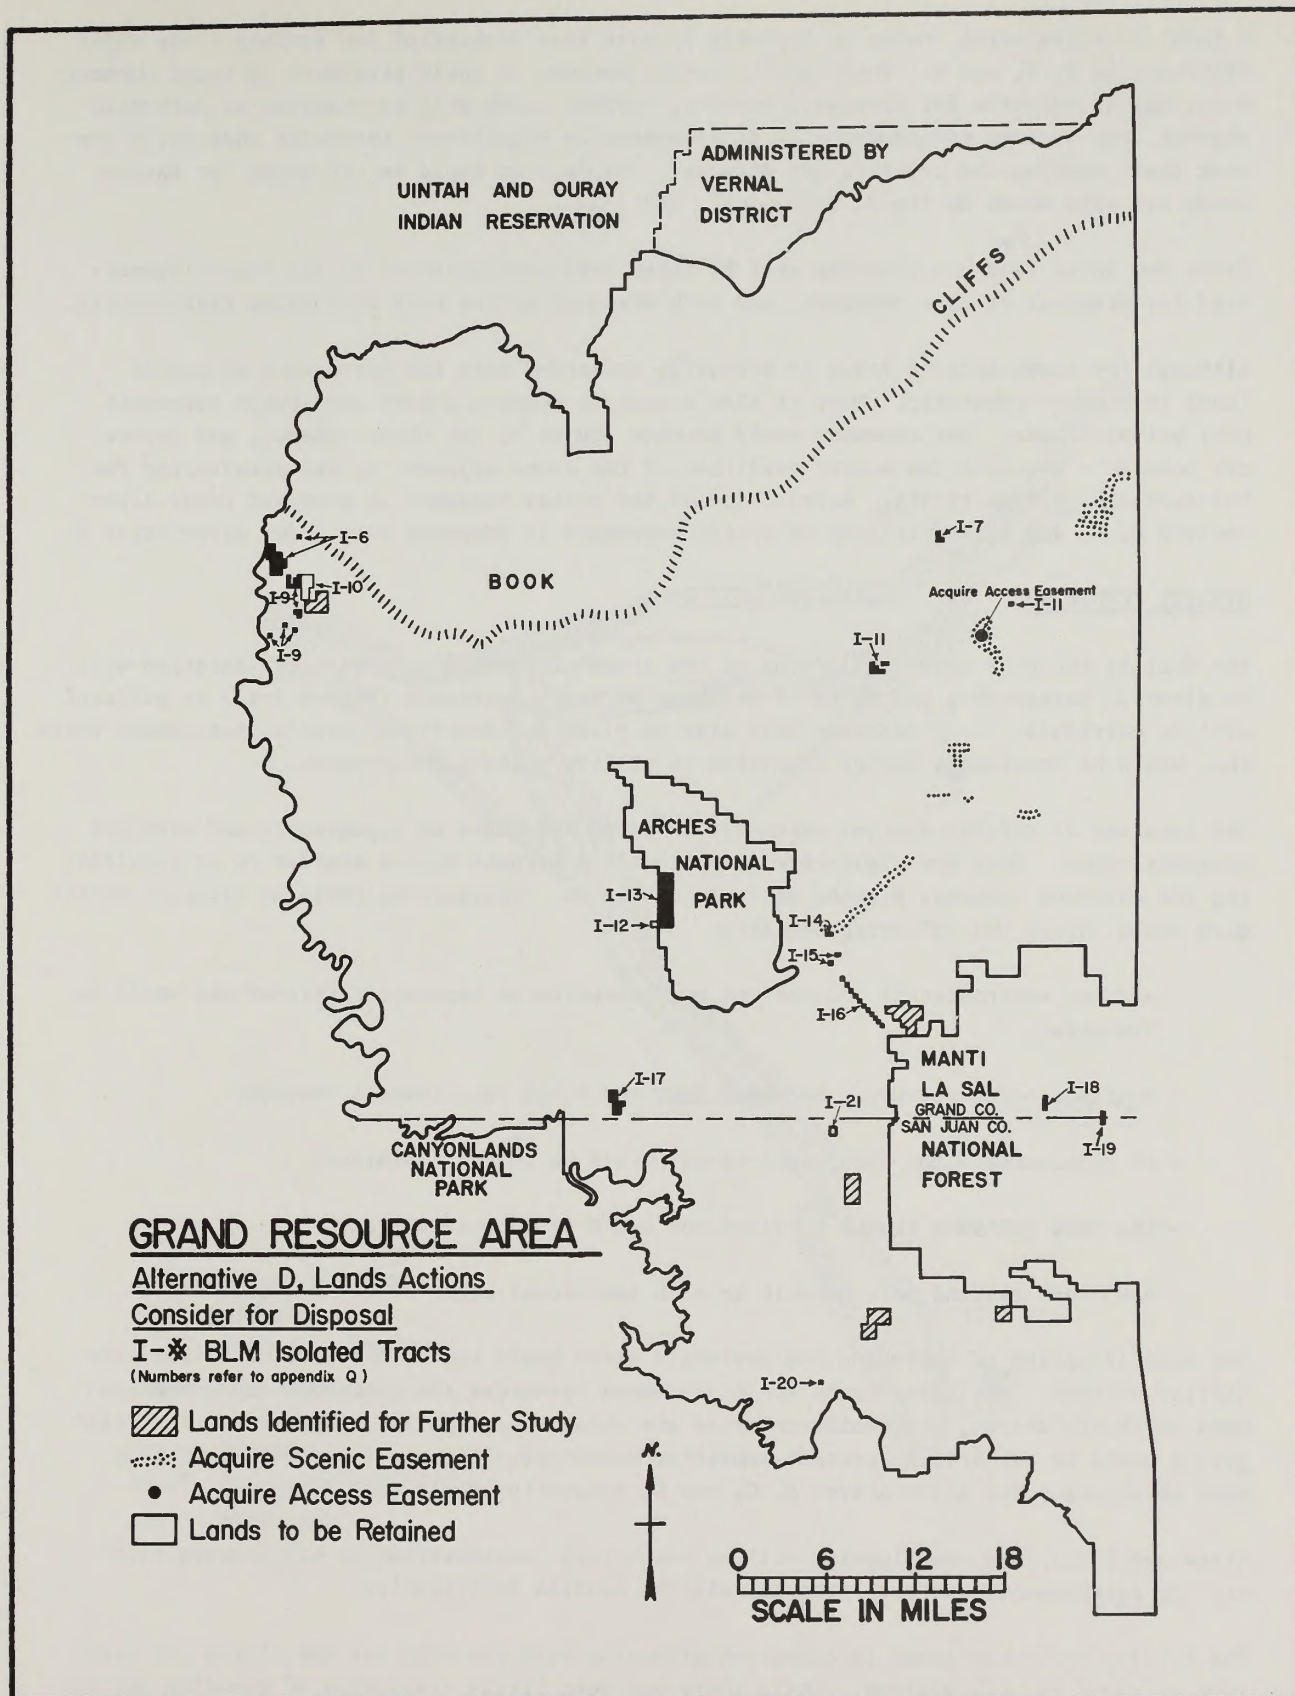 ADMINISTERED BY
VERNAL
DISTRICT
UINTAH AND OURAY
INDIAN RESERVATION
CLIFFS
I-6
I-7
BOOK
I-10
I-9
I-9
Acquire Access Easement
I-11
I-11
ARCHES
NATIONAL
PARK
I-13
I-12
I-14
I-15
I-16
MANTI
LA SAL
GRAND CO.
SAN JUAN CO.
NATIONAL
FOREST
I-17
I-21
I-18
I-19
CANYONLANDS
NATIONAL
PARK
GRAND RESOURCE AREA
Alternative D, Lands Actions
Consider for Disposal
I-* BLM Isolated Tracts
(Numbers refer to appendix Q)
I-20
Lands Identified for Further Study
Acquire Scenic Easement
Acquire Access Easement
Lands to be Retained
N.
0 6 12 18
SCALE IN MILES